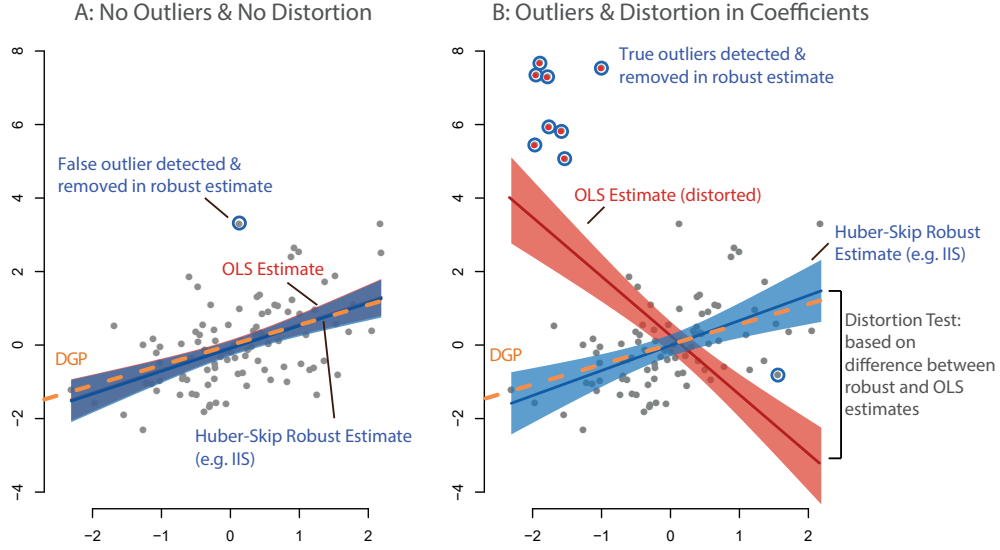 A: No Outliers & No Distortion
8
6
4
2
0
−2
−4
−2
−1
0
1
2
False outlier detected &
removed in robust estimate
OLS Estimate
DGP
Huber-Skip Robust Estimate
(e.g. IIS)
B: Outliers & Distortion in Coefficients
8
6
4
2
0
−2
−4
−2
−1
0
1
2
True outliers detected &
removed in robust estimate
OLS Estimate (distorted)
Huber-Skip Robust
Estimate (e.g. IIS)
DGP
Distortion Test:
based on
difference between
robust and OLS
estimates